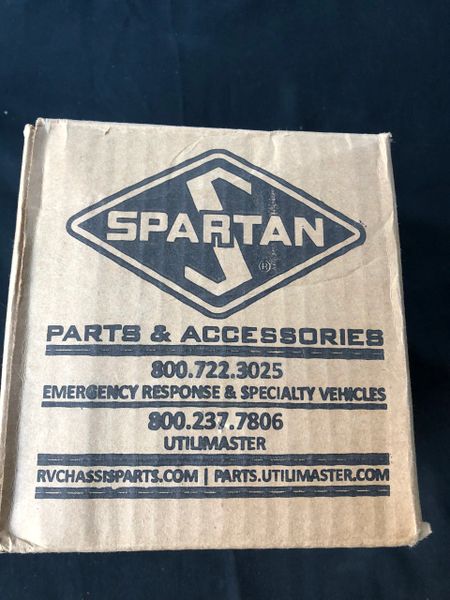 SPARTAN
®
PARTS & ACCESSORIES
800.722.3025
EMERGENCY RESPONSE & SPECIALTY VEHICLES
800.237.7806
UTILIMASTER
RVCHASSISPARTS.COM | PARTS.UTILIMASTER.COM